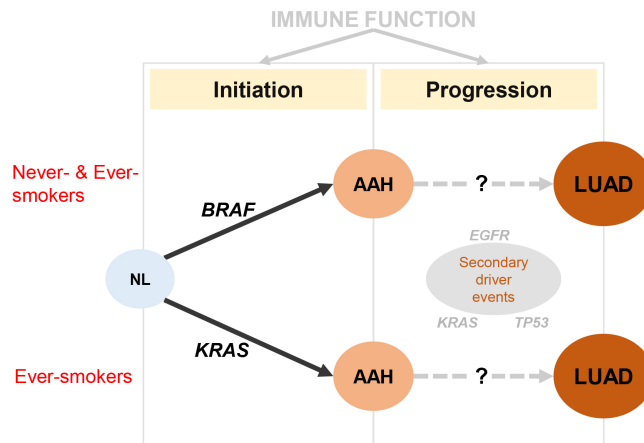 IMMUNE FUNCTION
Initiation
Progression
Never- & Ever-
smokers
AAH
?
LUAD
BRAF
EGFR
Secondary
driver
events
NL
KRAS
TP53
KRAS
Ever-smokers
AAH
?
LUAD